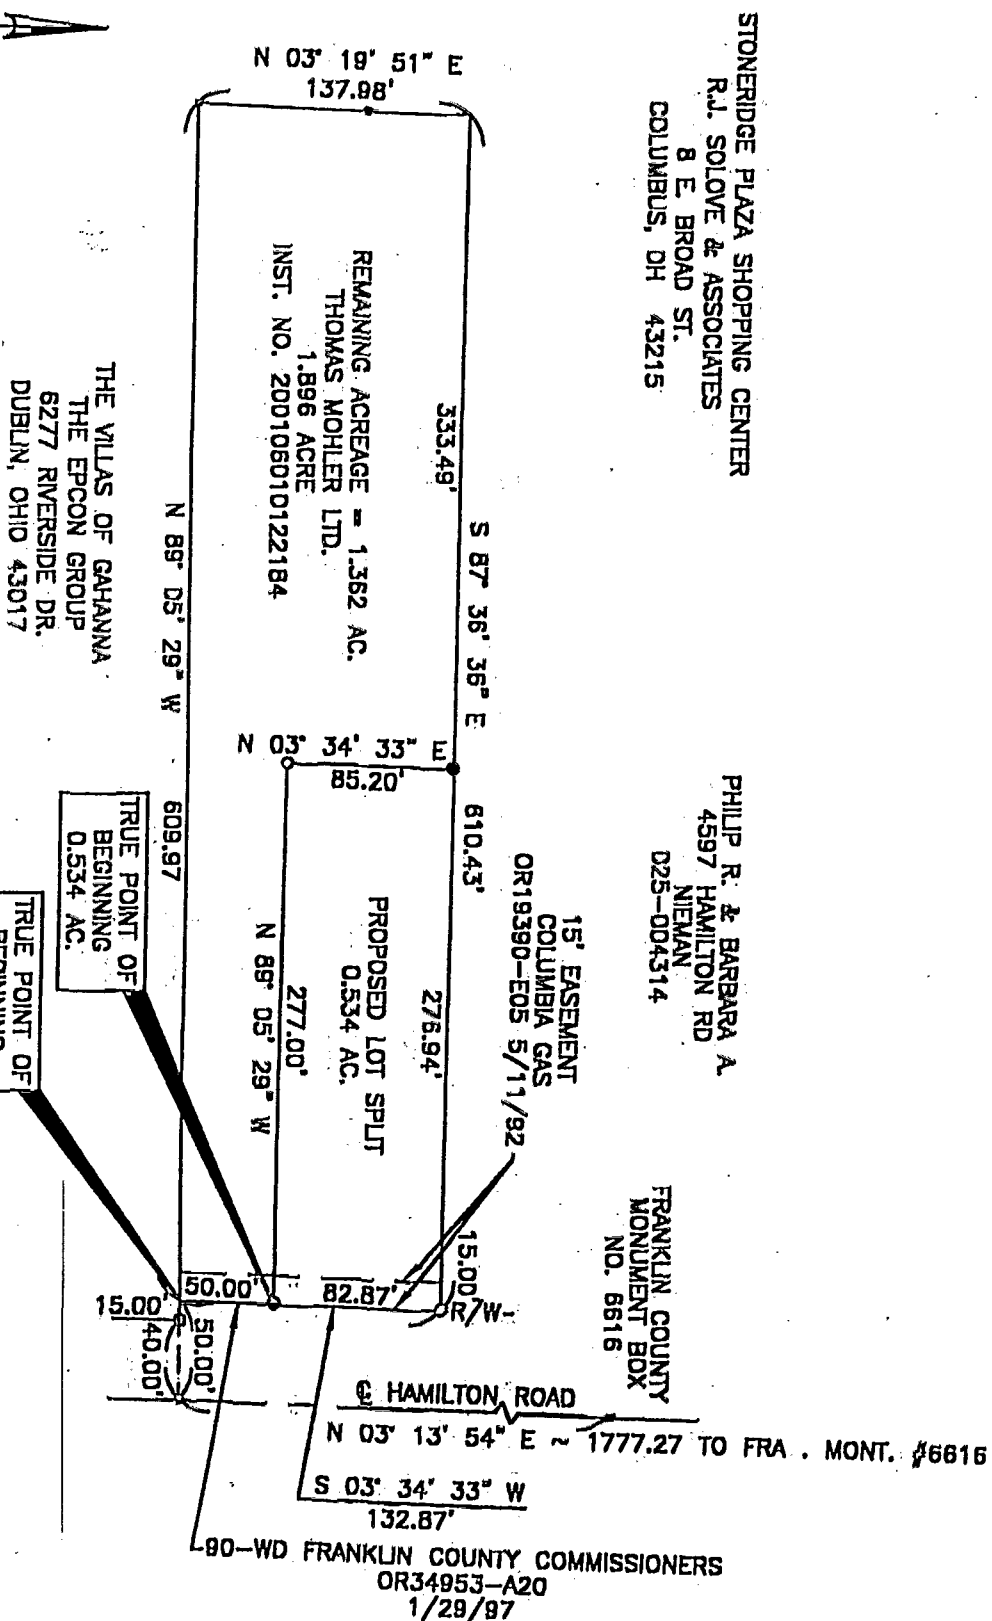 STONERIDGE PLAZA SHOPPING CENTER
R.J. SOLOVE & ASSOCIATES
8 E. BROAD ST.
COLUMBUS, OH 43215
PHILIP R. & BARBARA A.
4597 HAMILTON RD
NIEMAN
025-004314
FRANKLIN COUNTY
MONUMENT BOX
NO. 6616
N 03° 19' 51" E
137.98'
333.49'
S 87° 36' 36" E
610.43'
276.94'
15' EASEMENT
COLUMBIA GAS
OR19390-E05 5/11/92
15.00'
R/W
REMAINING ACREAGE = 1.362 AC.
THOMAS MOHLER LTD.
1.896 ACRE
INST. NO. 200106010122184
N 03° 34' 33" E
85.20'
PROPOSED LOT SPLIT
0.534 AC.
277.00'
N 89° 05' 29" W
N 89° 05' 29" W
609.97
50.00'
82.87'
15.00'
50.00'
40.00'
℄ HAMILTON ROAD
N 03° 13' 54" E ~ 1777.27 TO FRA . MONT. #6616
S 03° 34' 33" W
132.87'
90-WD FRANKLIN COUNTY COMMISSIONERS
OR34953-A20
1/29/97
THE VILLAS OF GAHANNA
THE EPCON GROUP
6277 RIVERSIDE DR.
DUBLIN, OHIO 43017
TRUE POINT OF
BEGINNING
0.534 AC.
TRUE POINT OF